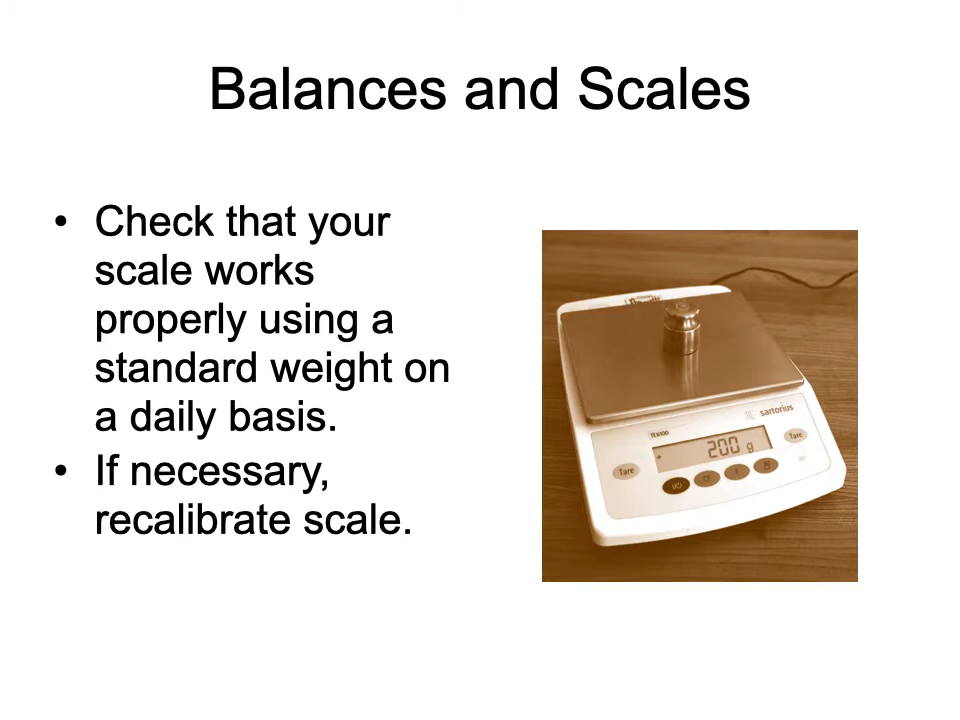 Balances and Scales
• Check that your
scale works
properly using a
standard weight on
a daily basis.
• If necessary,
recalibrate scale.
sartorius
200 g
Tare
Tare
I/⏻